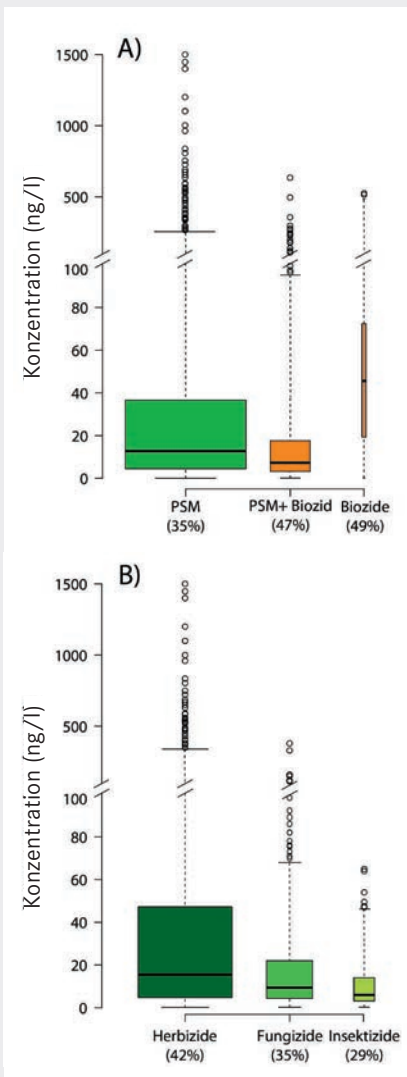 A)
Konzentration (ng/l)
1500
1000
500
100
80
60
40
20
0
PSM
(35%)
PSM+ Biozid
(47%)
Biozide
(49%)
B)
Konzentration (ng/l)
1500
1000
500
100
80
60
40
20
0
Herbizide
(42%)
Fungizide
(35%)
Insektizide
(29%)